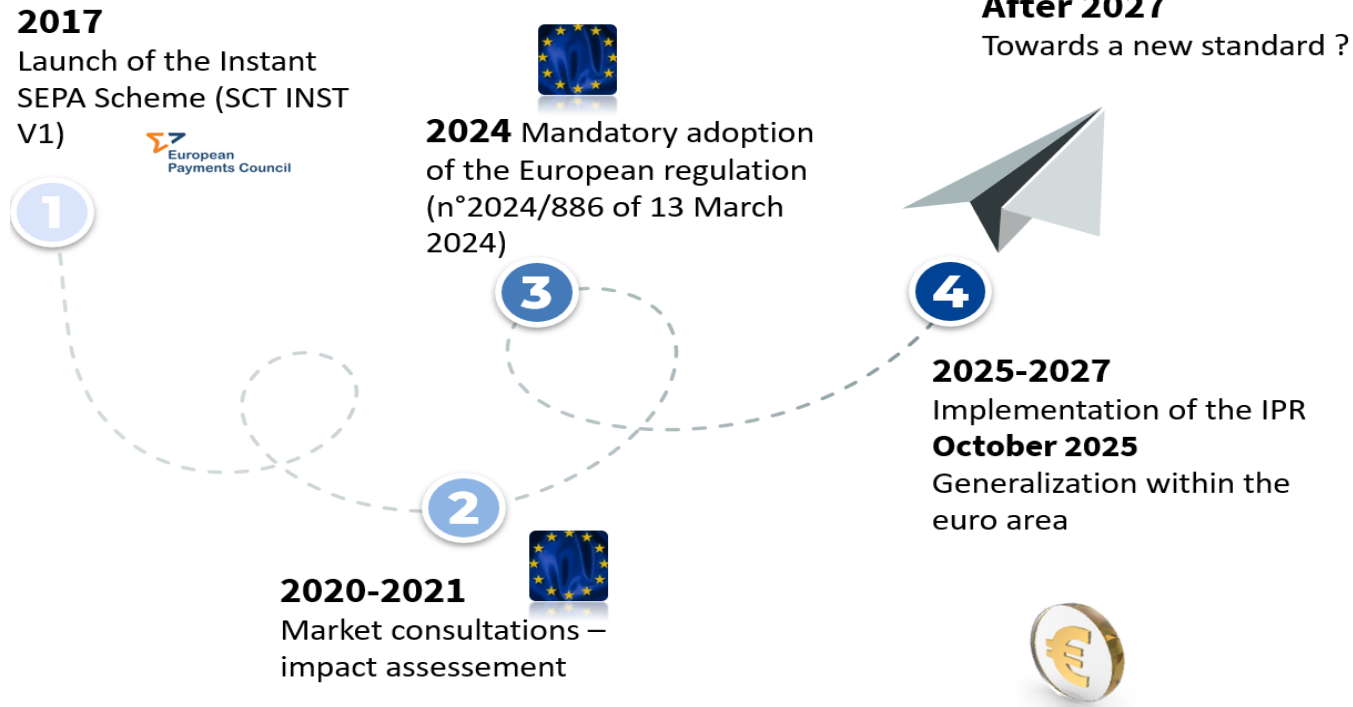 2017
Launch of the Instant
SEPA Scheme (SCT INST
V1)
European
Payments Council
1
2024 Mandatory adoption
of the European regulation
(n°2024/886 of 13 March
2024)
3
2
2020-2021
Market consultations –
impact assessement
After 2027
Towards a new standard ?
4
2025-2027
Implementation of the IPR
October 2025
Generalization within the
euro area
€